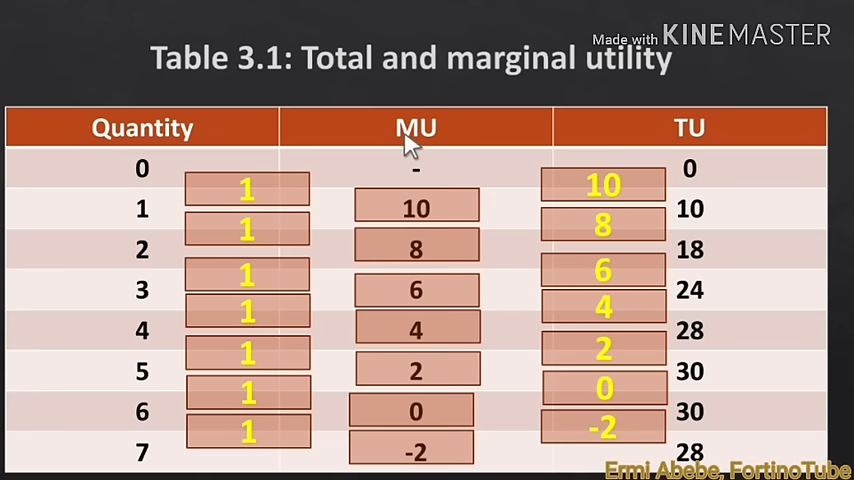 Made with KINEMASTER
Table 3.1: Total and marginal utility
Quantity MU TU
0 - 0
1 10
1 10 10
1 8
2 8 18
1 6
3 6 24
1 4
4 4 28
1 2
5 2 30
1 0
6 0 30
1 -2
7 -2 28
Ermi Abebe, FortinoTube